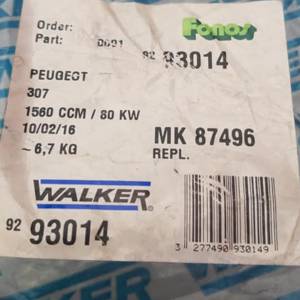 Order:
Fonos
Part: 0001
92 93014
PEUGEOT
307
1560 CCM / 80 KW
10/02/16
~ 6,7 KG
MK 87496
REPL.
WALKER®
92 93014
3 277490 930149